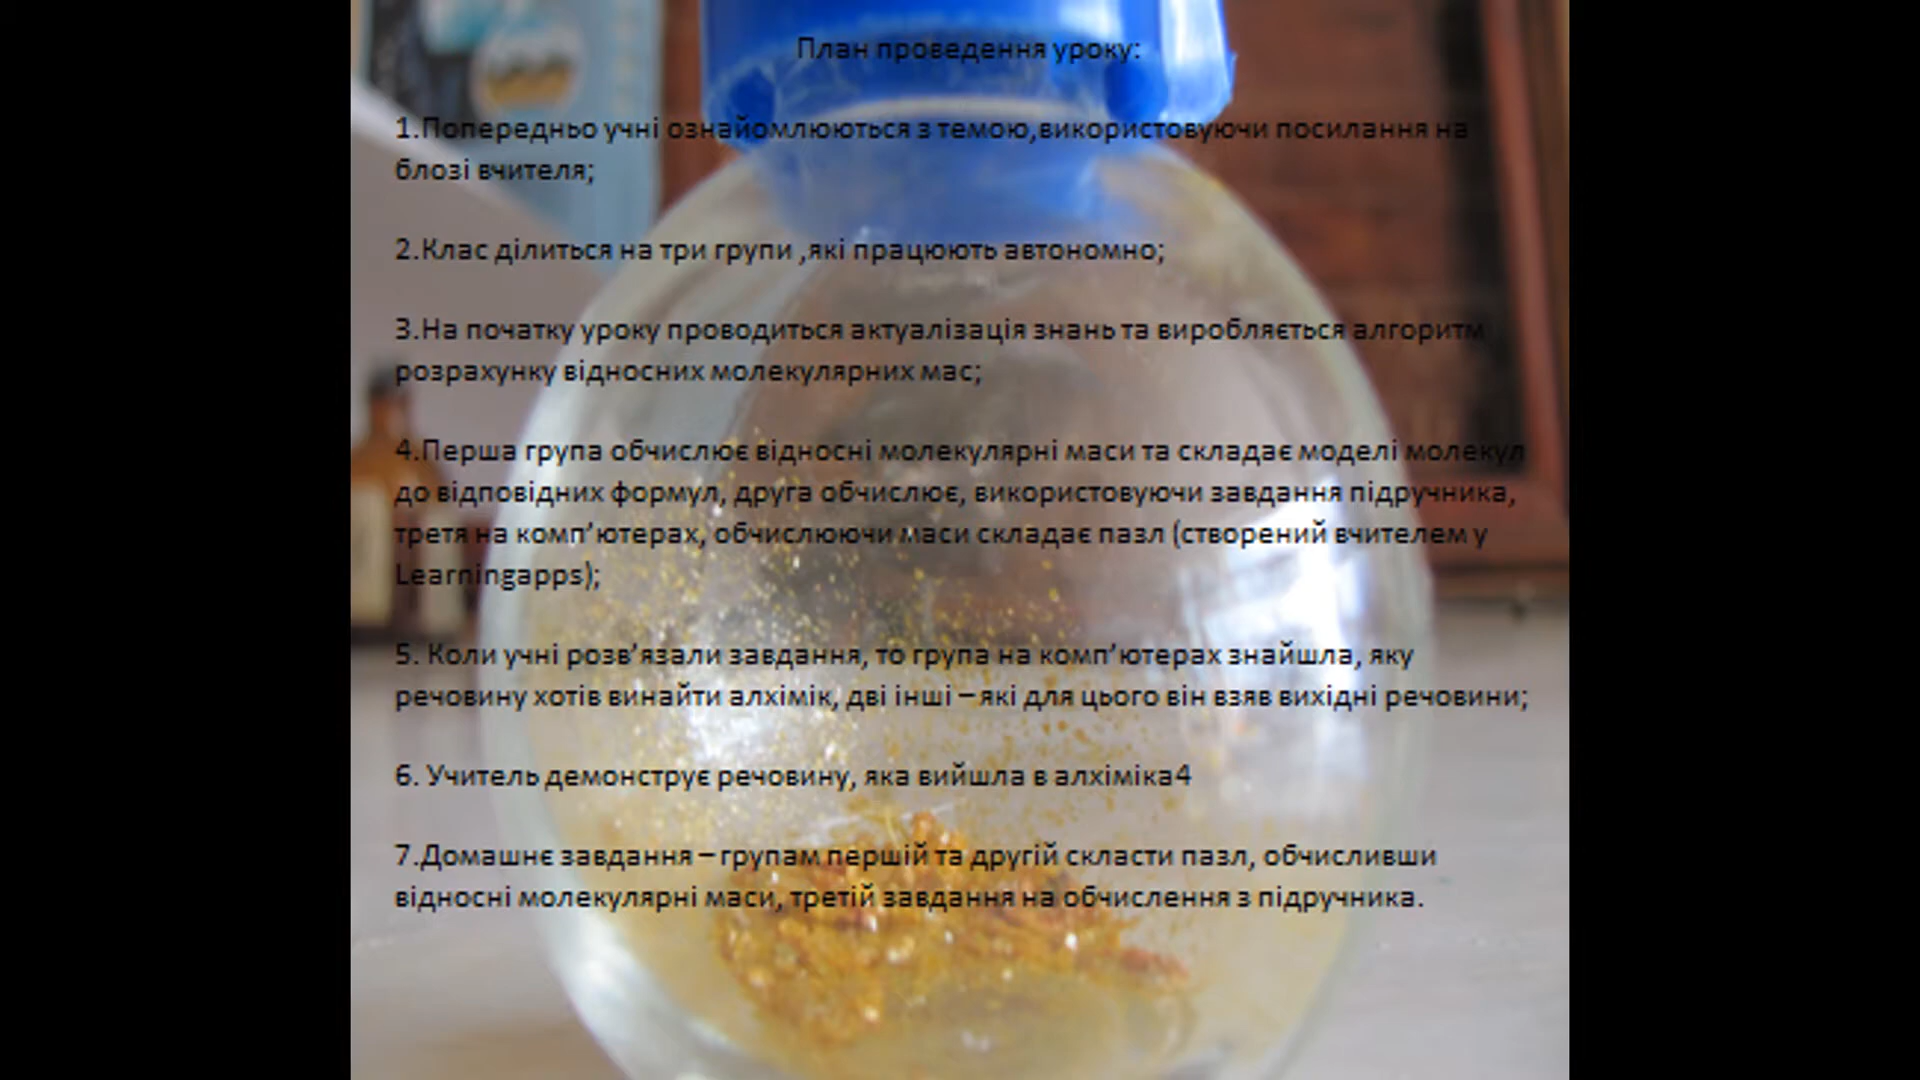 План проведення уроку:
1.Попередньо учні ознайомлюються з темою,використовуючи посилання на
блозі вчителя;
2.Клас ділиться на три групи ,які працюють автономно;
3.На початку уроку проводиться актуалізація знань та виробляється алгоритм
розрахунку відносних молекулярних мас;
4.Перша група обчислює відносні молекулярні маси та складає моделі молекул
до відповідних формул, друга обчислює, використовуючи завдання підручника,
третя на комп’ютерах, обчислюючи маси складає пазл (створений вчителем у
Learningapps);
5. Коли учні розв’язали завдання, то група на комп’ютерах знайшла, яку
речовину хотів винайти алхімік, дві інші – які для цього він взяв вихідні речовини;
6. Учитель демонструє речовину, яка вийшла в алхіміка4
7.Домашнє завдання – групам першій та другій скласти пазл, обчисливши
відносні молекулярні маси, третій завдання на обчислення з підручника.